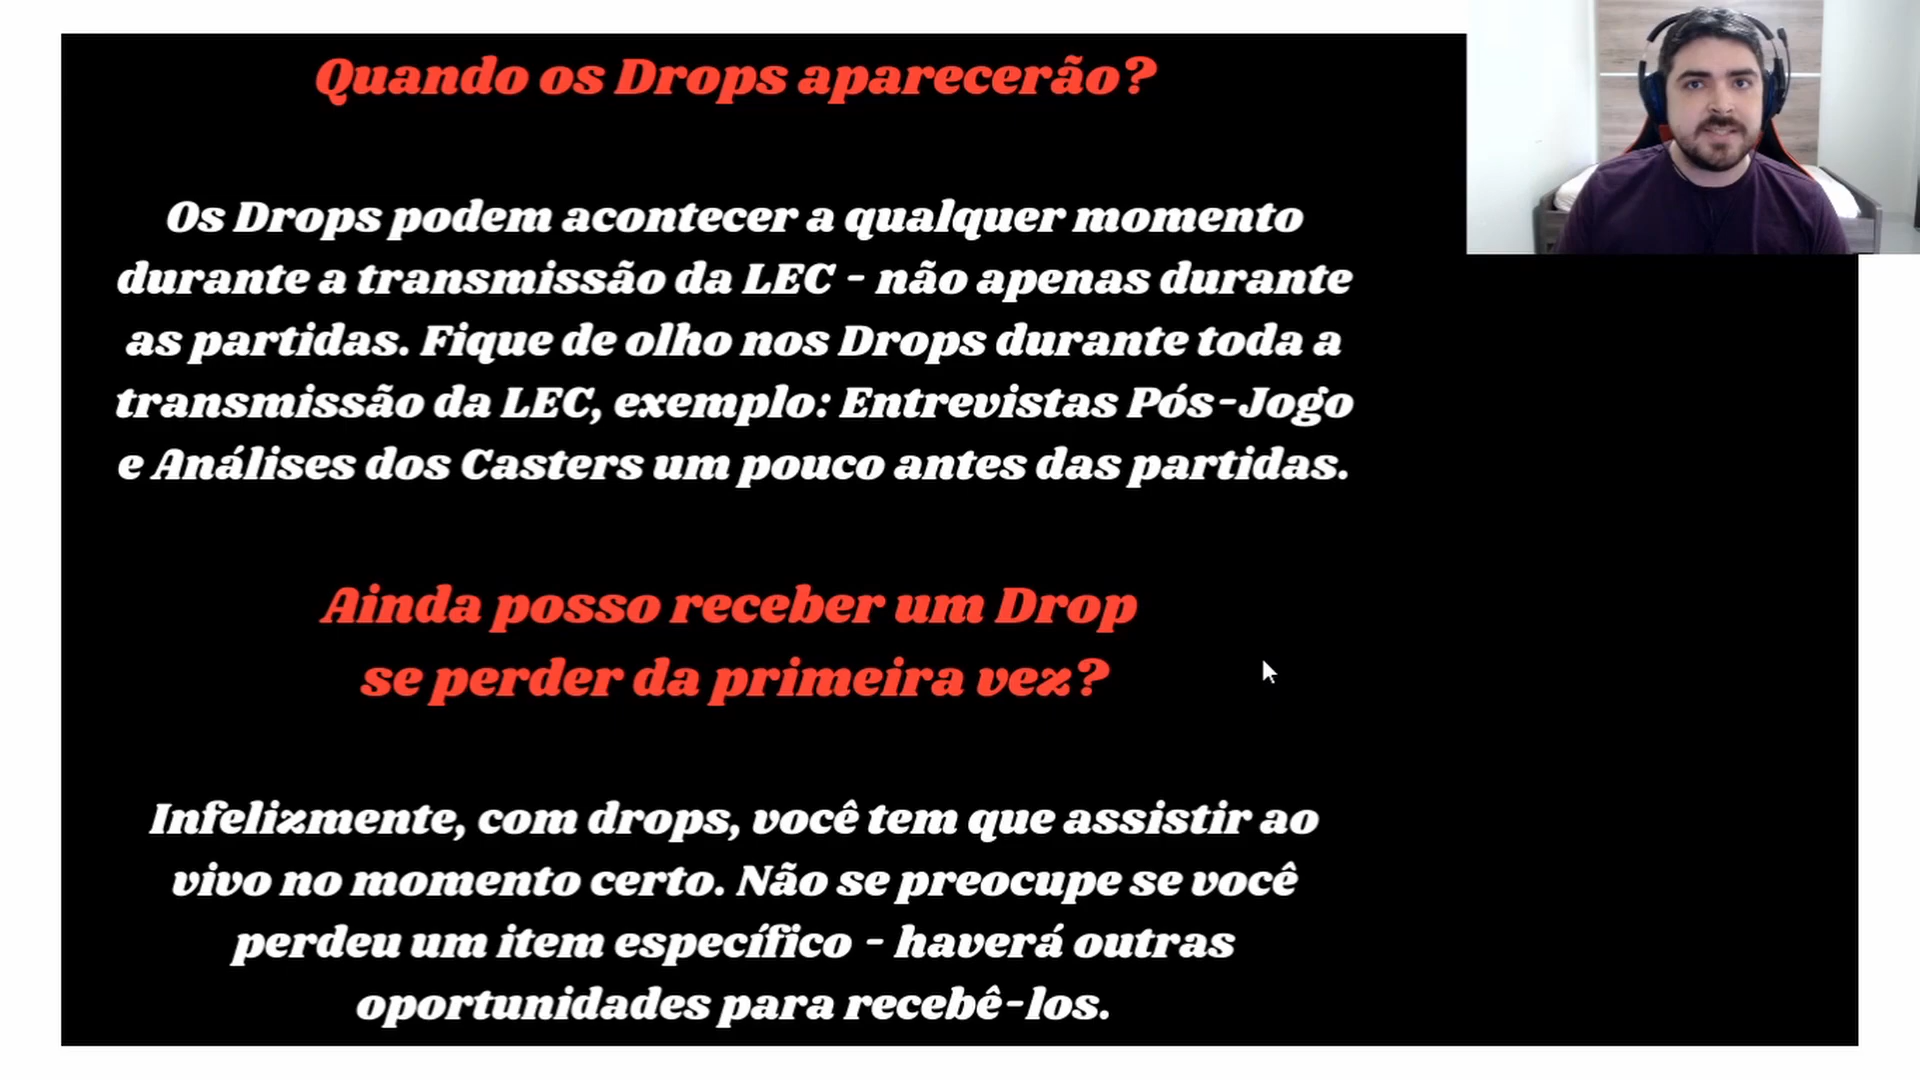 Quando os Drops aparecerão?
Os Drops podem acontecer a qualquer momento
durante a transmissão da LEC - não apenas durante
as partidas. Fique de olho nos Drops durante toda a
transmissão da LEC, exemplo: Entrevistas Pós-Jogo
e Análises dos Casters um pouco antes das partidas.
Ainda posso receber um Drop
se perder da primeira vez?
Infelizmente, com drops, você tem que assistir ao
vivo no momento certo. Não se preocupe se você
perdeu um item específico - haverá outras
oportunidades para recebê-los.